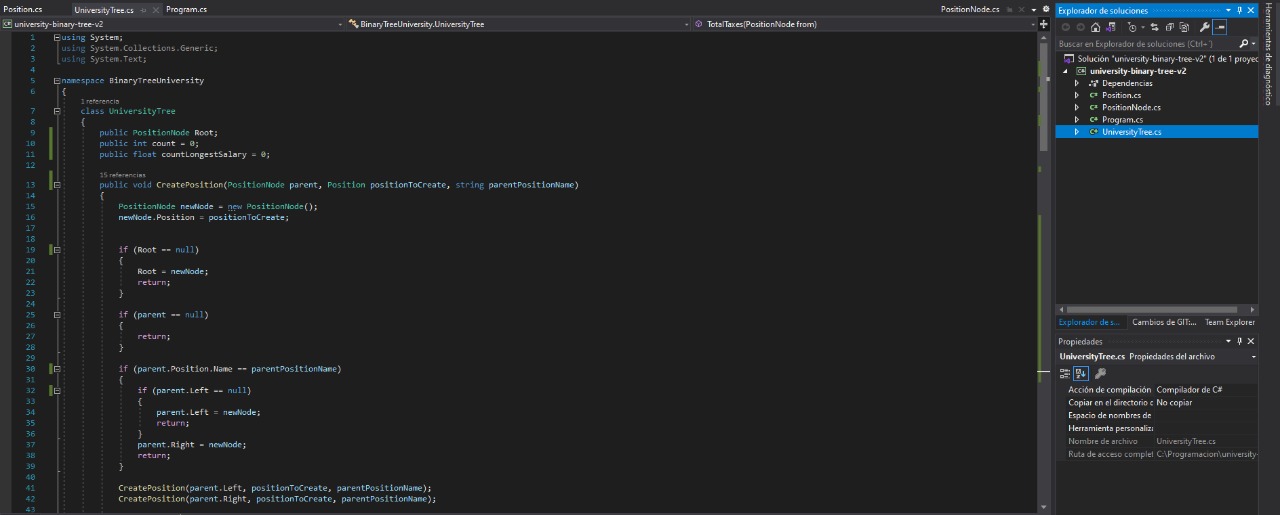 Position.cs
UniversityTree.cs
Program.cs
PositionNode.cs
university-binary-tree-v2
BinaryTreeUniversity.UniversityTree
TotalTaxes(PositionNode from)
1 using System;
2 using System.Collections.Generic;
3 using System.Text;
4
5 namespace BinaryTreeUniversity
6 {
1 referencia
7 class UniversityTree
8 {
9 public PositionNode Root;
10 public int count = 0;
11 public float countLongestSalary = 0;
12
15 referencias
13 public void CreatePosition(PositionNode parent, Position positionToCreate, string parentPositionName)
14 {
15 PositionNode newNode = new PositionNode();
16 newNode.Position = positionToCreate;
17
18
19 if (Root == null)
20 {
21 Root = newNode;
22 return;
23 }
24
25 if (parent == null)
26 {
27 return;
28 }
29
30 if (parent.Position.Name == parentPositionName)
31 {
32 if (parent.Left == null)
33 {
34 parent.Left = newNode;
35 return;
36 }
37 parent.Right = newNode;
38 return;
39 }
40
41 CreatePosition(parent.Left, positionToCreate, parentPositionName);
42 CreatePosition(parent.Right, positionToCreate, parentPositionName);
43
Explorador de soluciones
Buscar en Explorador de soluciones (Ctrl+')
Solución "university-binary-tree-v2" (1 de 1 proyec
university-binary-tree-v2
Dependencias
Position.cs
PositionNode.cs
Program.cs
UniversityTree.cs
Explorador de s... Cambios de GIT:... Team Explorer
Propiedades
UniversityTree.cs Propiedades del archivo
Acción de compilación Compilador de C#
Copiar en el directorio c No copiar
Espacio de nombres de
Herramienta personaliz
Nombre de archivo UniversityTree.cs
Ruta de acceso complet C:\Programacion\university-
Herramientas de diagnóstico